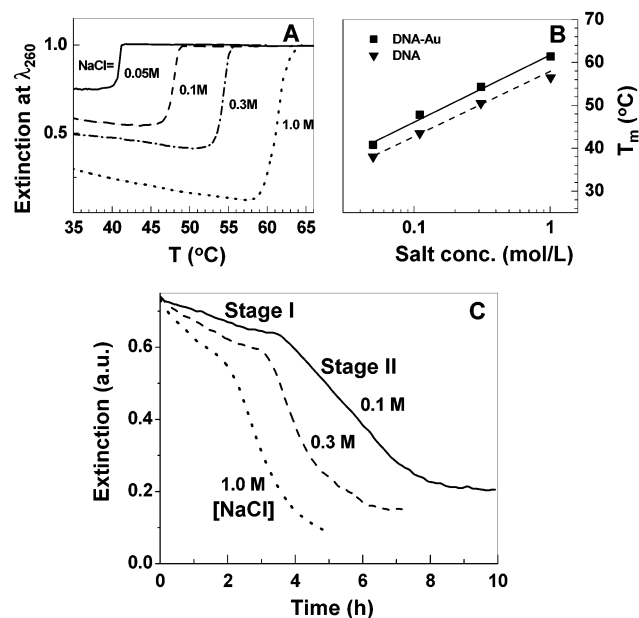 A
Extinction at λ260
1.0
0.5
NaCl=
0.05M
0.1M
0.3M
1.0 M
35 40 45 50 55 60 65
T (oC)
B
DNA-Au
DNA
70
60
50
40
30
Tm (oC)
0.1 1
Salt conc. (mol/L)
C
Extinction (a.u.)
0.6
0.4
0.2
0.0
Stage I
Stage II
0.1 M
0.3 M
1.0 M
[NaCl]
0 2 4 6 8 10
Time (h)